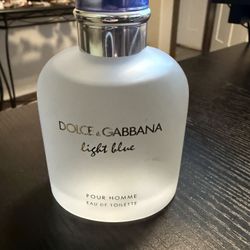 DOLCE & GABBANA
light blue
POUR HOMME
EAU DE TOILETTE